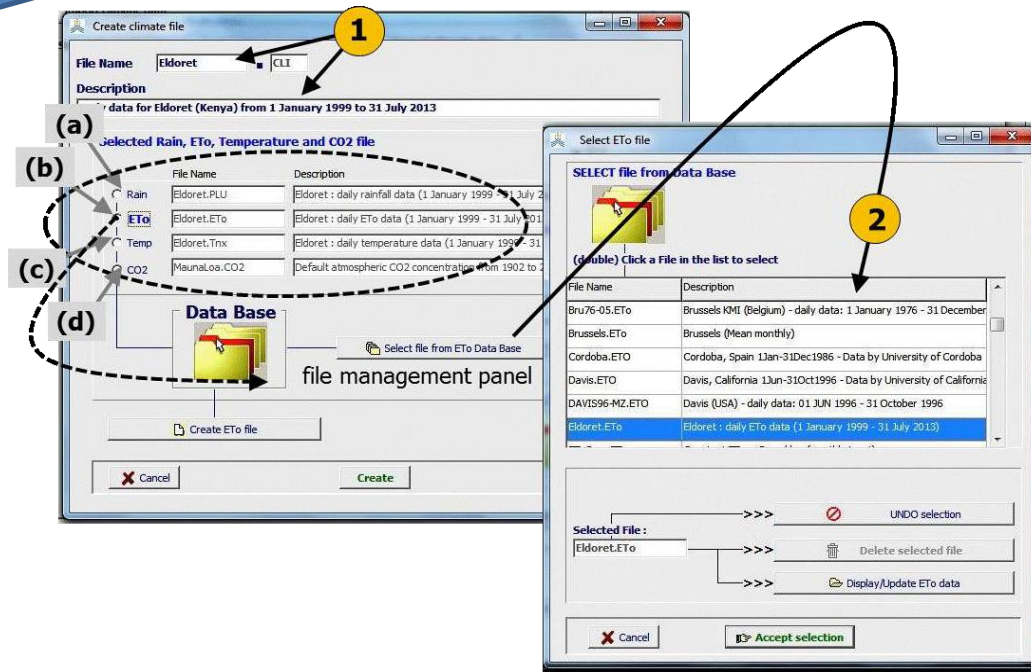 Create climate file
1
File Name Eldoret . CLI
Description
data for Eldoret (Kenya) from 1 January 1999 to 31 July 2013
(a)
Selected Rain, ETo, Temperature and CO2 file
(b)
File Name Description
Rain Eldoret.PLU Eldoret : daily rainfall data (1 January 1999 - 31 July 2
ETo Eldoret.ETo Eldoret : daily ETo data (1 January 1999 - 31 July 201
Temp Eldoret.Tnx Eldoret : daily temperature data (1 January 1999 - 31
(c)
CO2 MaunaLoa.CO2 Default atmospheric CO2 concentration from 1902 to 2
(d)
Data Base
Select file from ETo Data Base
file management panel
Create ETo file
Cancel Create
Select ETo file
SELECT file from Data Base
2
(double) Click a File in the list to select
File Name Description
Bru76-05.ETo Brussels KMI (Belgium) - daily data: 1 January 1976 - 31 December
Brussels.ETo Brussels (Mean monthly)
Cordoba.ETO Cordoba, Spain 1Jan-31Dec1986 - Data by University of Cordoba
Davis.ETO Davis, California 1Jun-31Oct1996 - Data by University of California
DAVIS96-MZ.ETO Davis (USA) - daily data: 01 JUN 1996 - 31 October 1996
Eldoret.ETo Eldoret : daily ETo data (1 January 1999 - 31 July 2013)
>>> UNDO selection
Selected File :
Eldoret.ETo >>> Delete selected file
>>> Display/Update ETo data
Cancel Accept selection